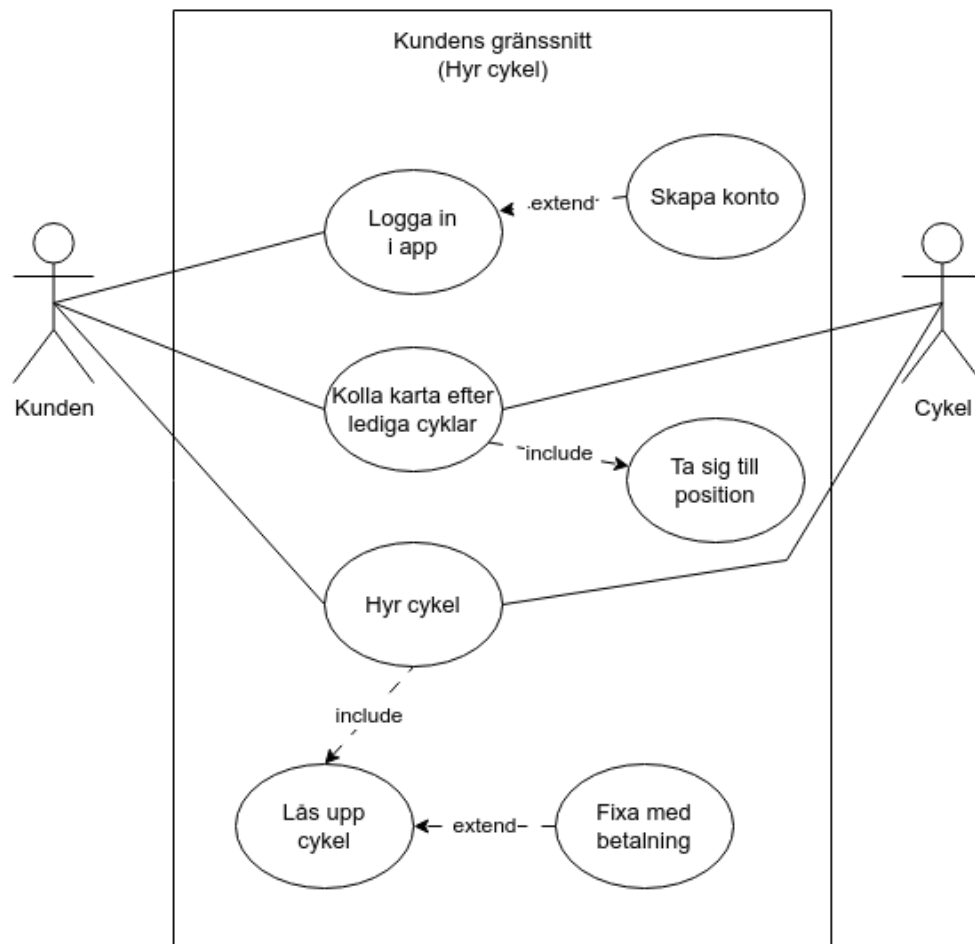 Kundens gränssnitt
(Hyr cykel)
Logga in
i app
extend
Skapa konto
Kunden
Cykel
Kolla karta efter
lediga cyklar
include
Ta sig till
position
Hyr cykel
include
Lås upp
cykel
extend
Fixa med
betalning